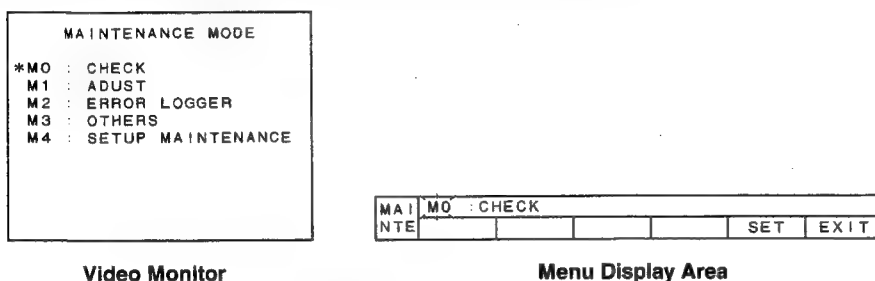 MAINTENANCE MODE
*M0 : CHECK
M1 : ADUST
M2 : ERROR LOGGER
M3 : OTHERS
M4 : SETUP MAINTENANCE
MAI M0 : CHECK
NTE SET EXIT
Video Monitor
Menu Display Area